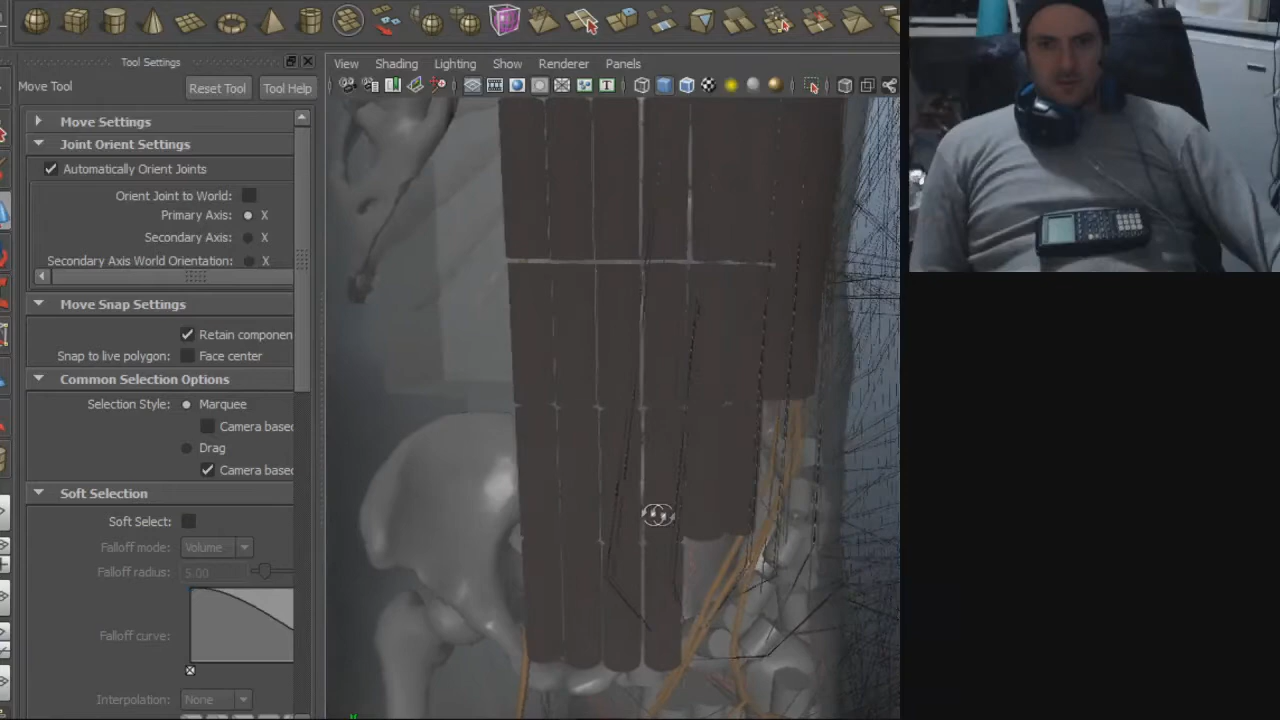 Tool Settings
View Shading Lighting Show Renderer Panels
Move Tool Reset Tool Tool Help
T
Move Settings
Joint Orient Settings
Automatically Orient Joints
Orient Joint to World:
Primary Axis: X
Secondary Axis: X
Secondary Axis World Orientation: X
Move Snap Settings
Retain componen
Snap to live polygon: Face center
Common Selection Options
Selection Style: Marquee
Camera based
Drag
Camera based
Soft Selection
Soft Select:
Falloff mode: Volume
Falloff radius: 5.00
Falloff curve:
Interpolation: None